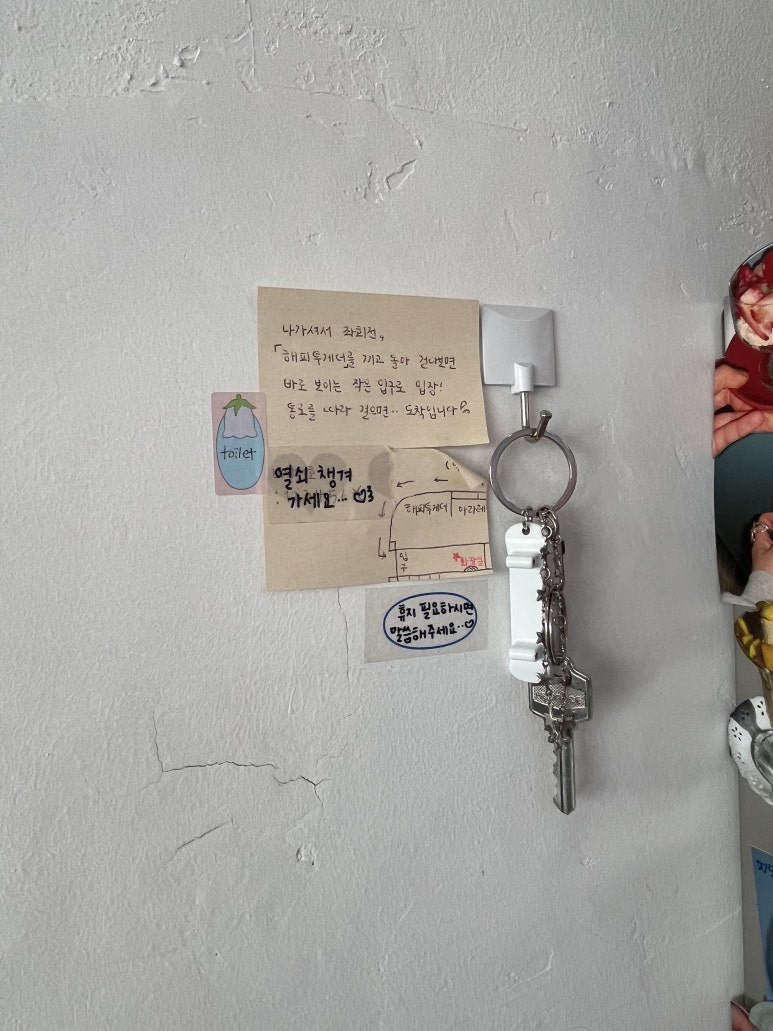 나가셔서 좌회전,
「해피투게더를 끼고 돌아 걷다보면
바로 보이는 작은 입구로 입장!
통로를 따라 걸으면.. 도착입니다
toilet
열쇠 챙겨
가세요..
해피투게더
아라레
입구
화장실
휴지 필요하시면
말씀해주세요..